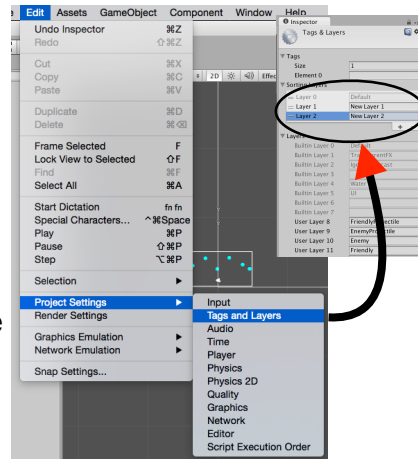 Edit Assets GameObject Component Window Help
Undo Inspector ⌘Z
Redo ⇧⌘Z
Cut ⌘X
Copy ⌘C
Paste ⌘V
Duplicate ⌘D
Delete ⌘⌫
Frame Selected F
Lock View to Selected ⇧F
Find ⌘F
Select All ⌘A
Start Dictation fn fn
Special Characters... ^⌘Space
Play ⌘P
Pause ⇧⌘P
Step ⌥⌘P
Selection ▶
Project Settings ▶
Render Settings
Graphics Emulation ▶
Network Emulation ▶
Snap Settings...
2D
Input
Tags and Layers
Audio
Time
Player
Physics
Physics 2D
Quality
Graphics
Network
Editor
Script Execution Order
Inspector
Tags & Layers
Tags
Size 1
Element 0
Sorting Layers
Layer 0 Default
Layer 1 New Layer 1
Layer 2 New Layer 2
+
Builtin Layer 0 Default
Builtin Layer 1
Builtin Layer 2
Builtin Layer 3
Builtin Layer 4 Water
Builtin Layer 5 UI
Builtin Layer 6
Builtin Layer 7
User Layer 8 FriendlyProjectile
User Layer 9 EnemyProjectile
User Layer 10 Enemy
User Layer 11 Friendly